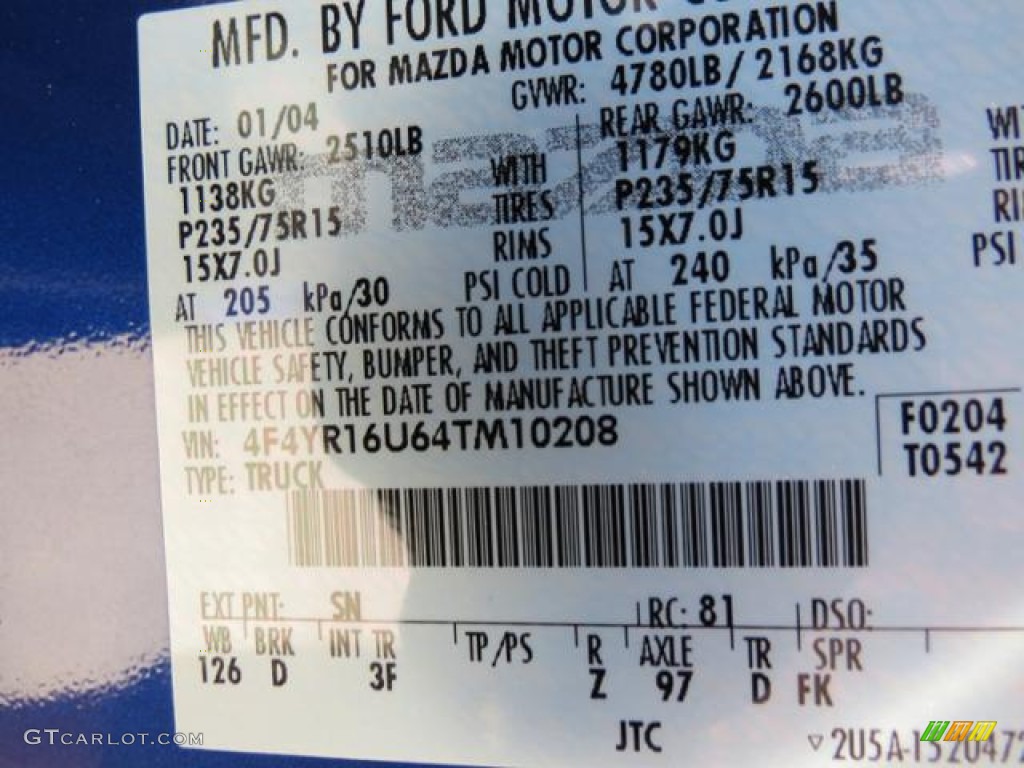 MFD. BY FORD MOTOR
FOR MAZDA MOTOR CORPORATION
GVWR: 4780LB / 2168KG
DATE: 01/04
FRONT GAWR: 2510LB REAR GAWR: 2600LB
1138KG WITH 1179KG
P235/75R15 TIRES P235/75R15
15X7.0J RIMS 15X7.0J PSI
AT 205 kPa/30 PSI COLD AT 240 kPa/35
mazda
THIS VEHICLE CONFORMS TO ALL APPLICABLE FEDERAL MOTOR
VEHICLE SAFETY, BUMPER, AND THEFT PREVENTION STANDARDS
IN EFFECT ON THE DATE OF MANUFACTURE SHOWN ABOVE.
VIN: 4F4YR16U64TM10208 F0204
TYPE: TRUCK T0542
EXT PNT: SN RC: 81 DSO:
WB BRK INT TR TP/PS R AXLE TR SPR
126 D 3F Z 97 D FK
JTC
GTCARLOT.COM